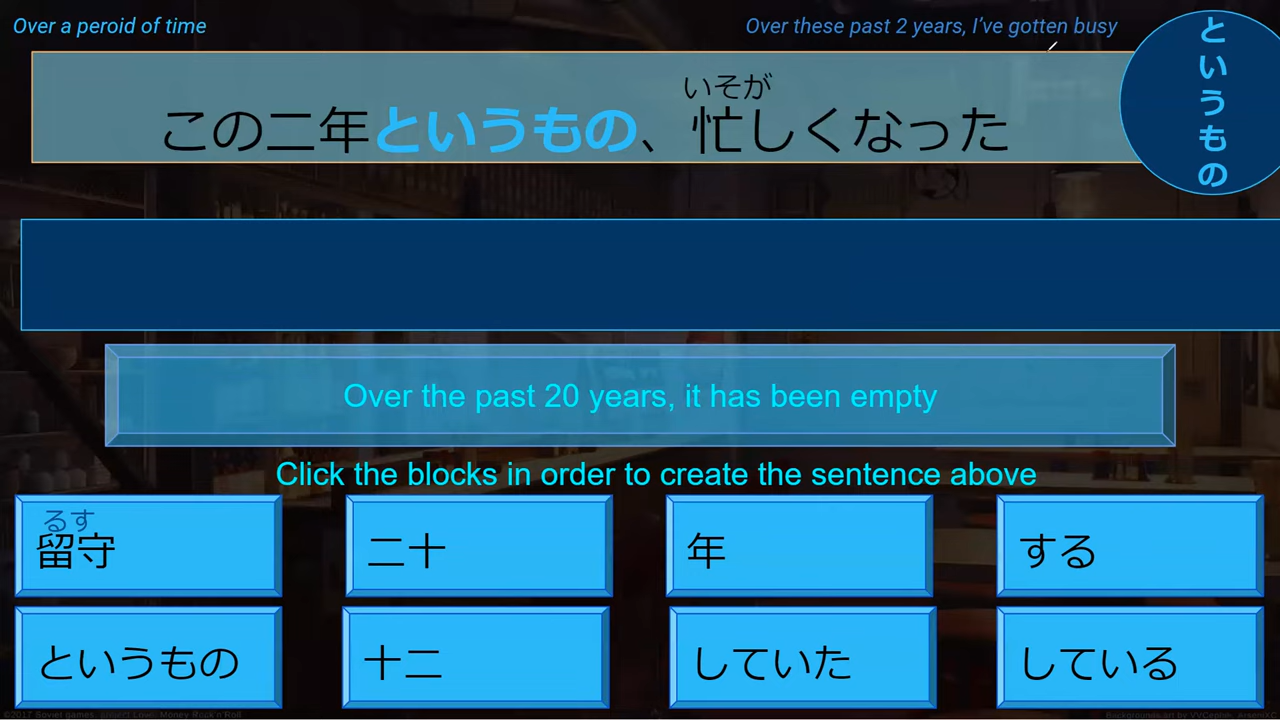 Over a peroid of time
Over these past 2 years, I've gotten busy
というもの
いそが
この二年というもの、忙しくなった
Over the past 20 years, it has been empty
Click the blocks in order to create the sentence above
るす
留守
二十
年
する
というもの
十二
していた
している